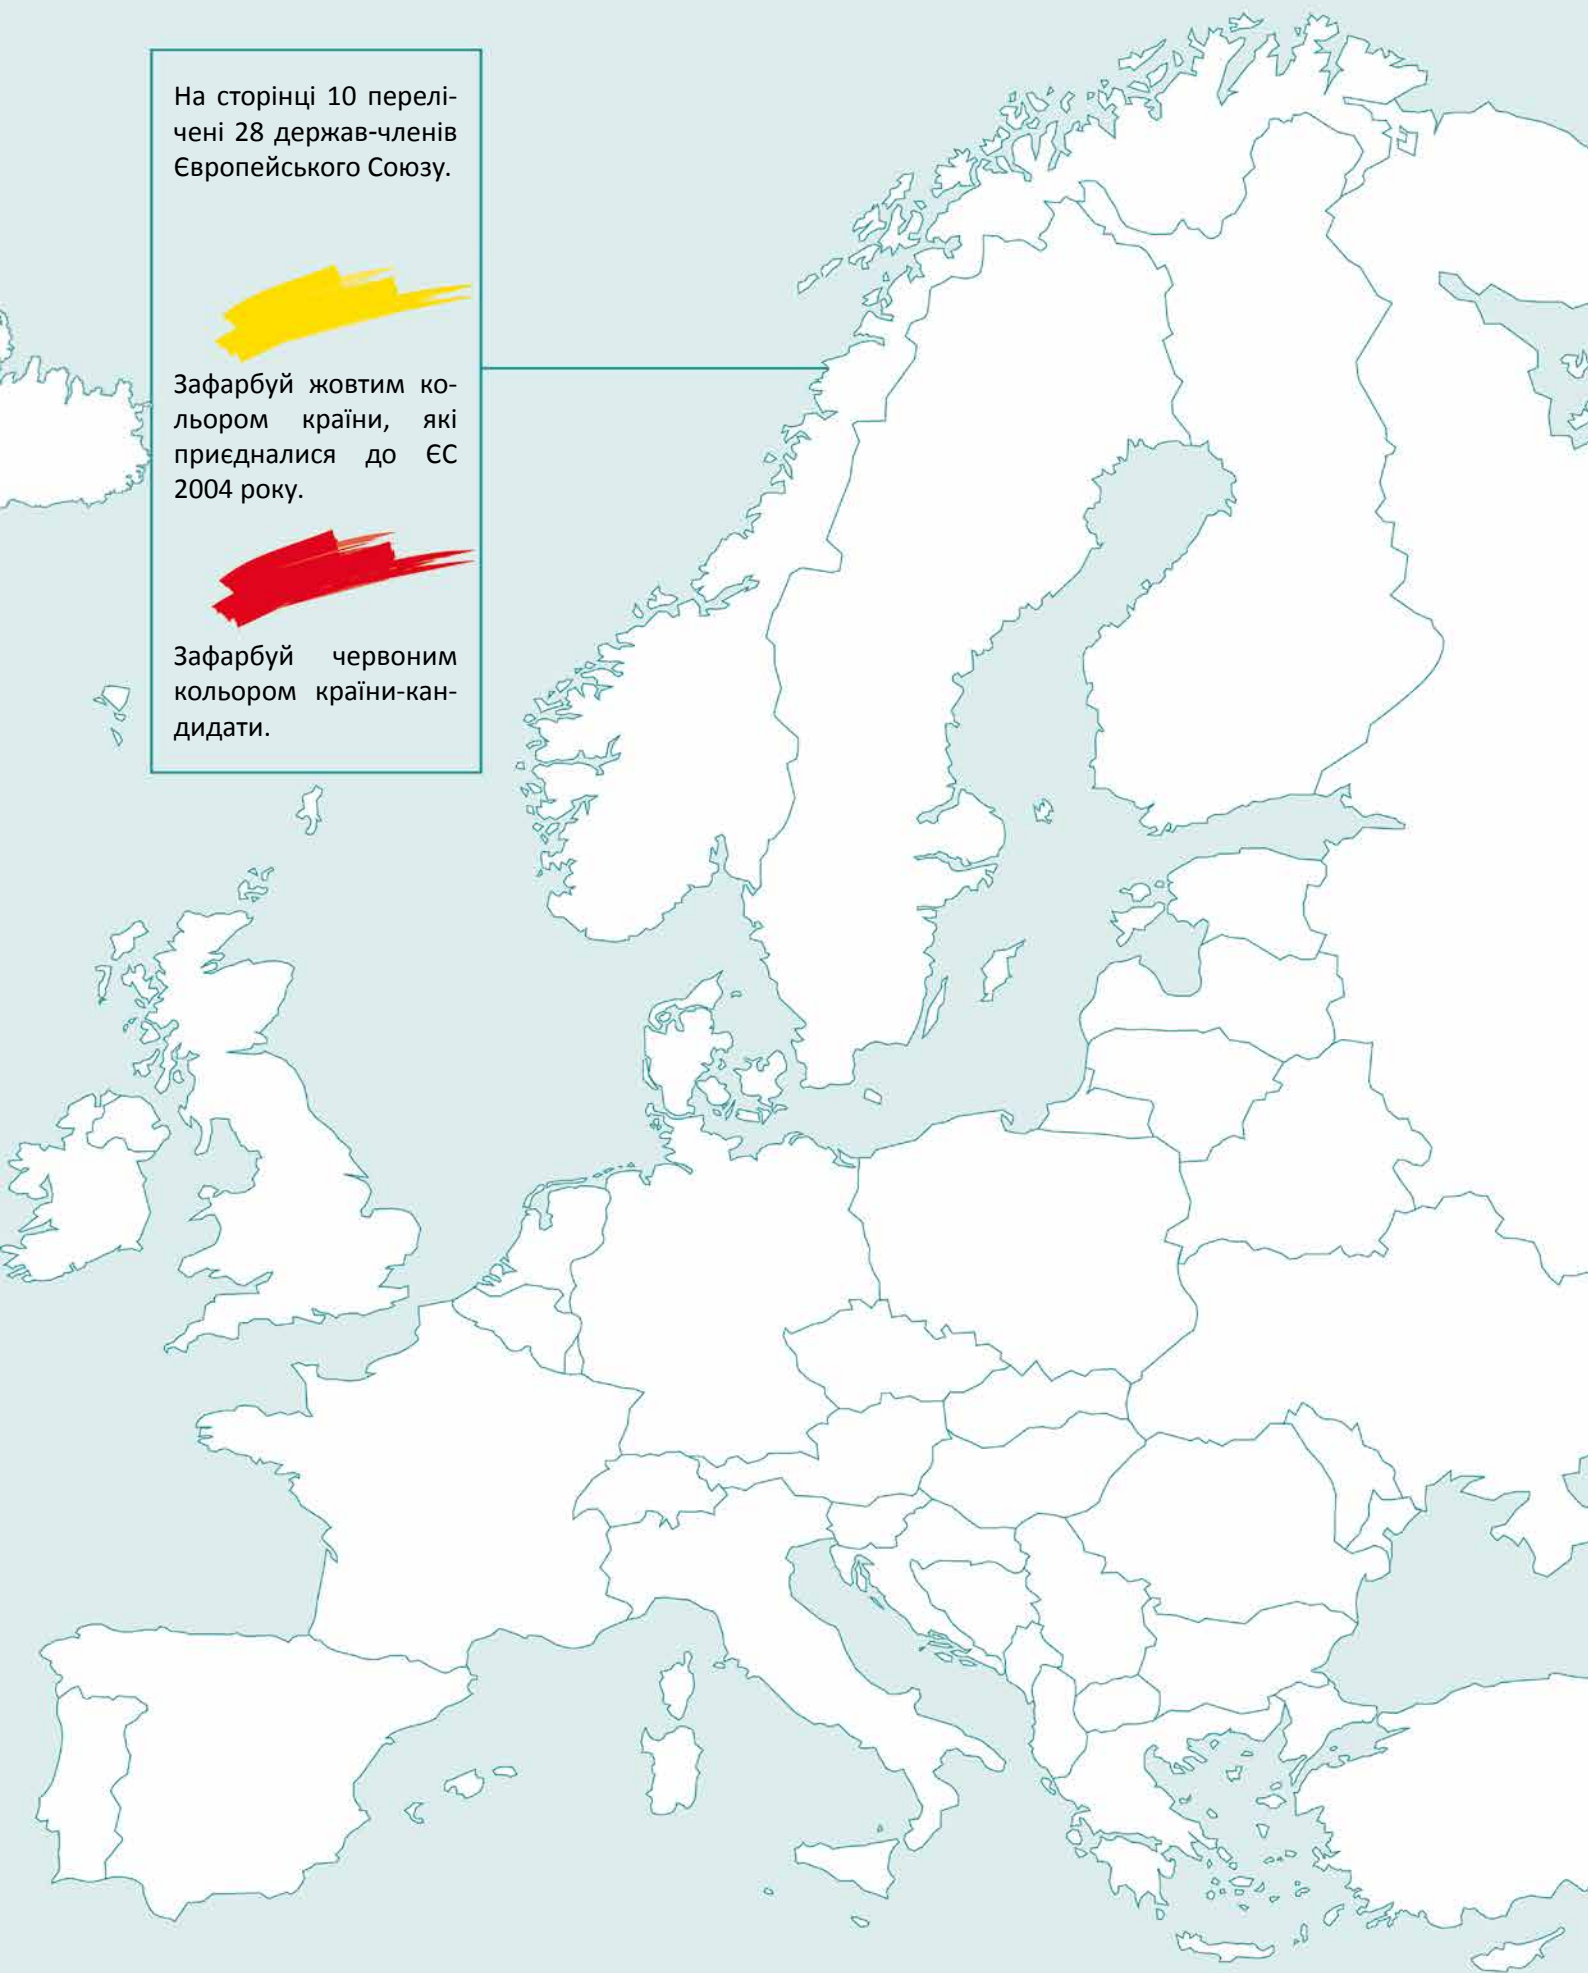 На сторінці 10 перелі-
чені 28 держав-членів
Європейського Союзу.
Зафарбуй жовтим ко-
льором країни, які
приєдналися до ЄС
2004 року.
Зафарбуй червоним
кольором країни-кан-
дидати.